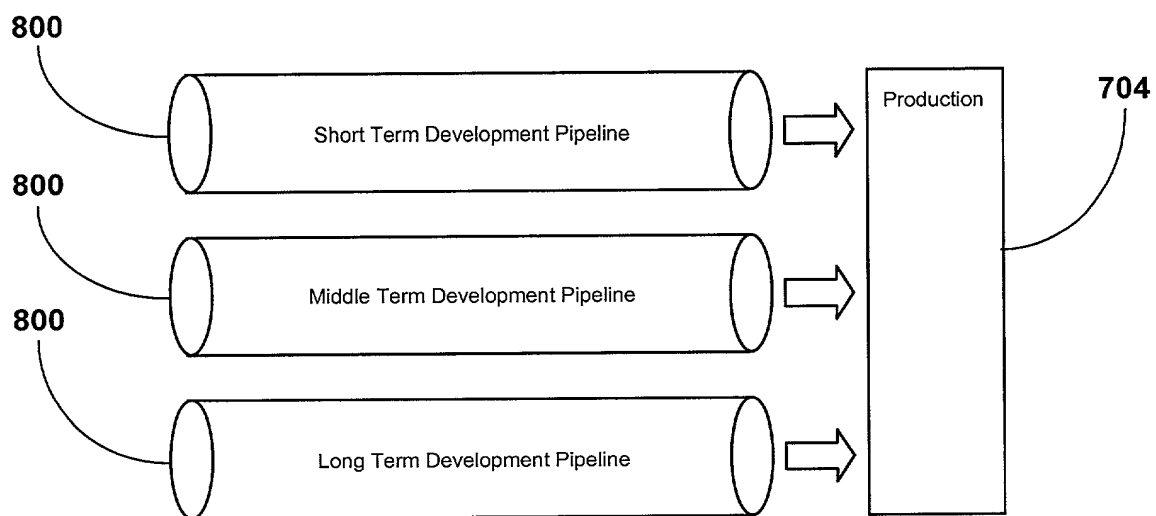 800
Short Term Development Pipeline
Production
704
800
Middle Term Development Pipeline
800
Long Term Development Pipeline